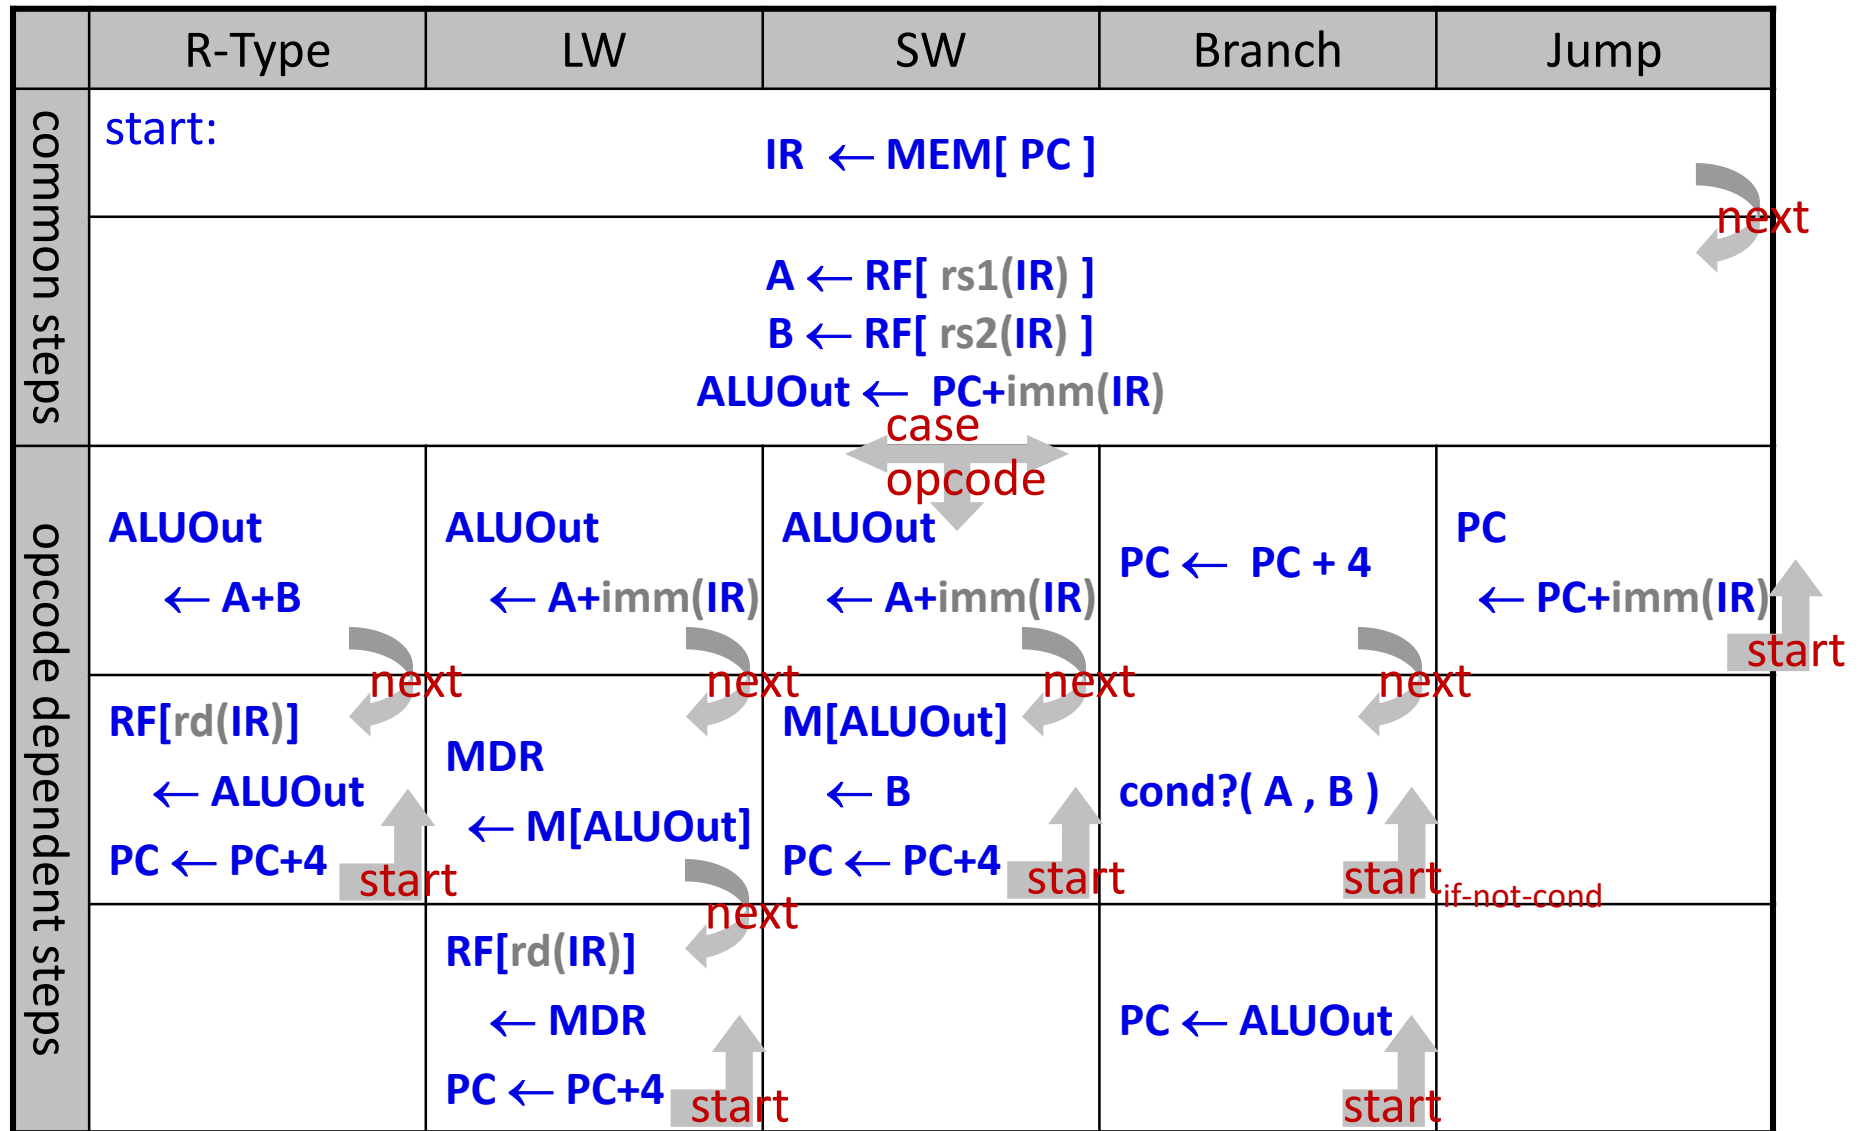 R-Type LW SW Branch Jump
common steps
start:
IR ← MEM[ PC ]
next
A ← RF[ rs1(IR) ]
B ← RF[ rs2(IR) ]
ALUOut ← PC+imm(IR)
case
opcode
opcode dependent steps
ALUOut
← A+B
next
ALUOut
← A+imm(IR)
next
ALUOut
← A+imm(IR)
next
PC ← PC + 4
next
PC
← PC+imm(IR)
start
RF[rd(IR)]
← ALUOut
PC ← PC+4
start
MDR
← M[ALUOut]
next
M[ALUOut]
← B
PC ← PC+4
start
cond?( A , B )
start if-not-cond
RF[rd(IR)]
← MDR
PC ← PC+4
start
PC ← ALUOut
start